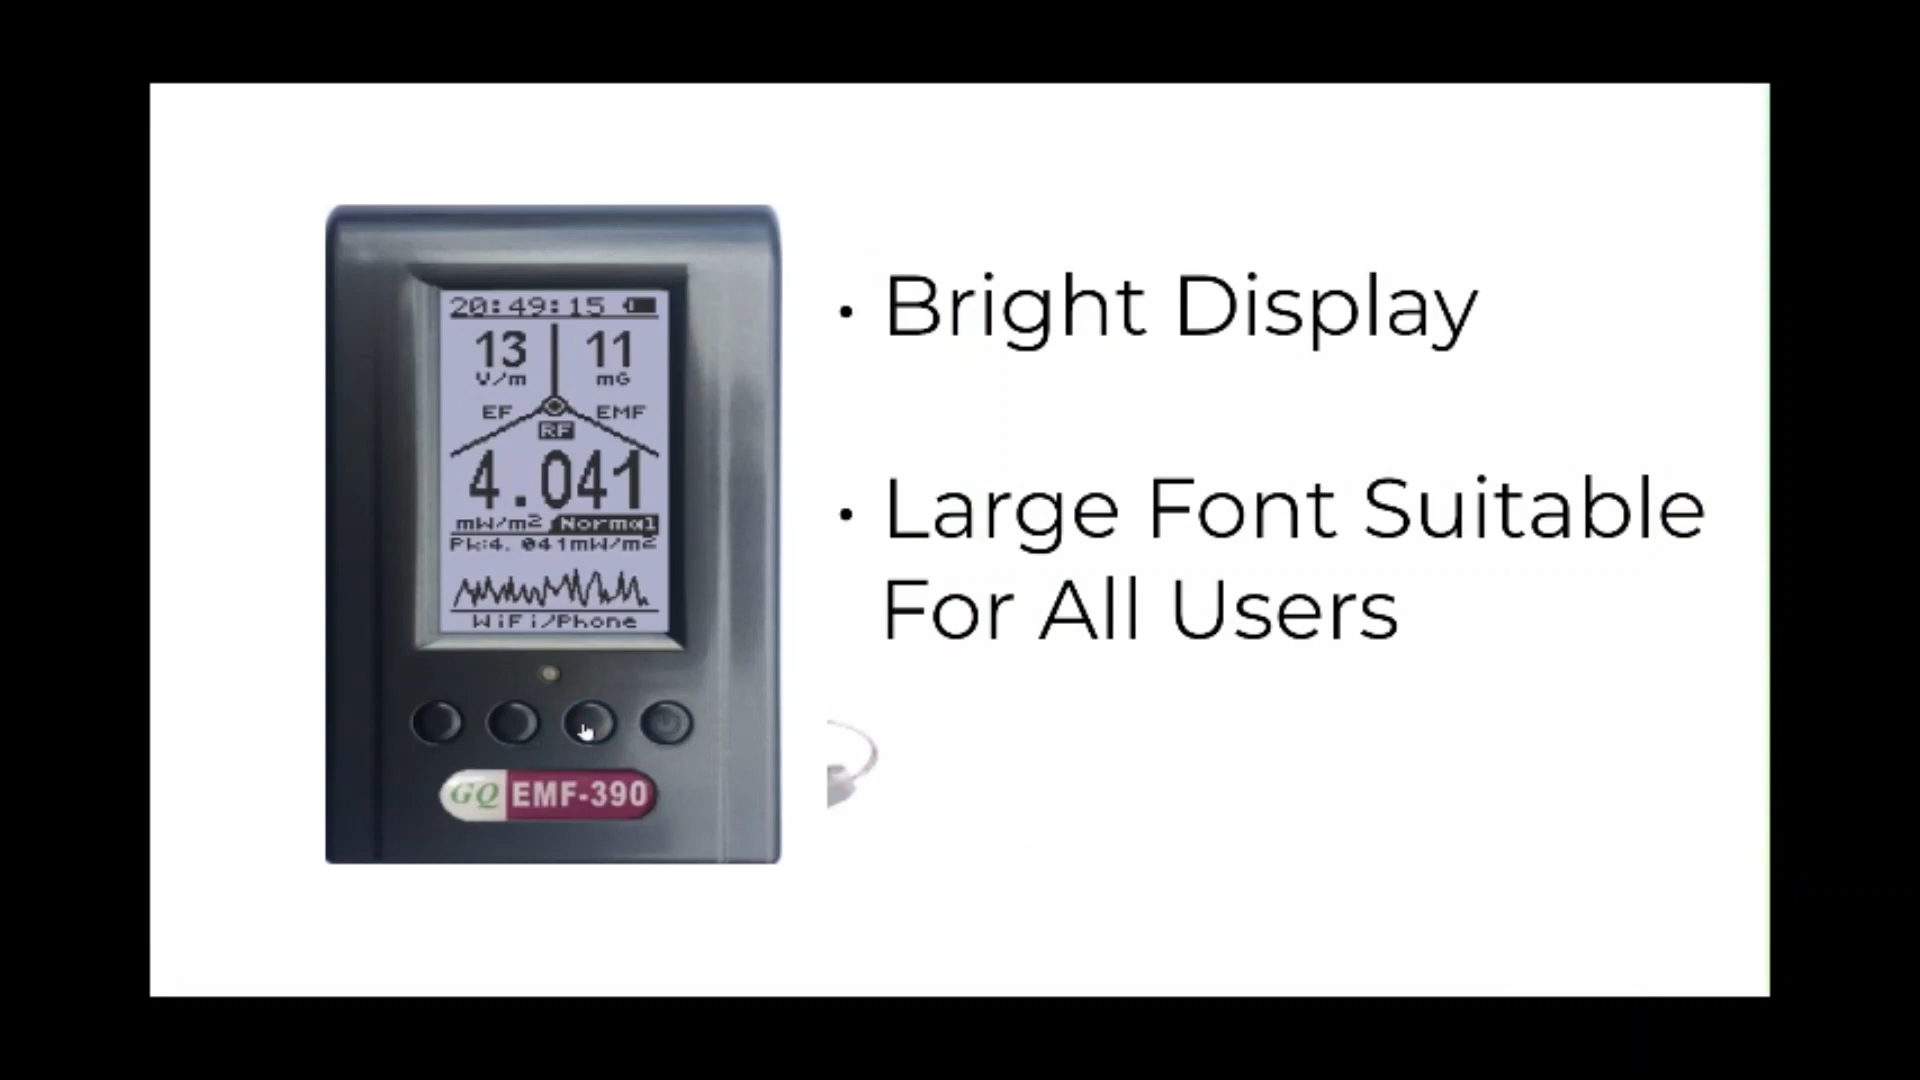 20:49:15
13 11
V/m mG
EF EMF
RF
4.041
mW/m2 Normal
Pk:4.041mW/m2
WiFi/Phone
GQ EMF-390
• Bright Display
• Large Font Suitable
For All Users